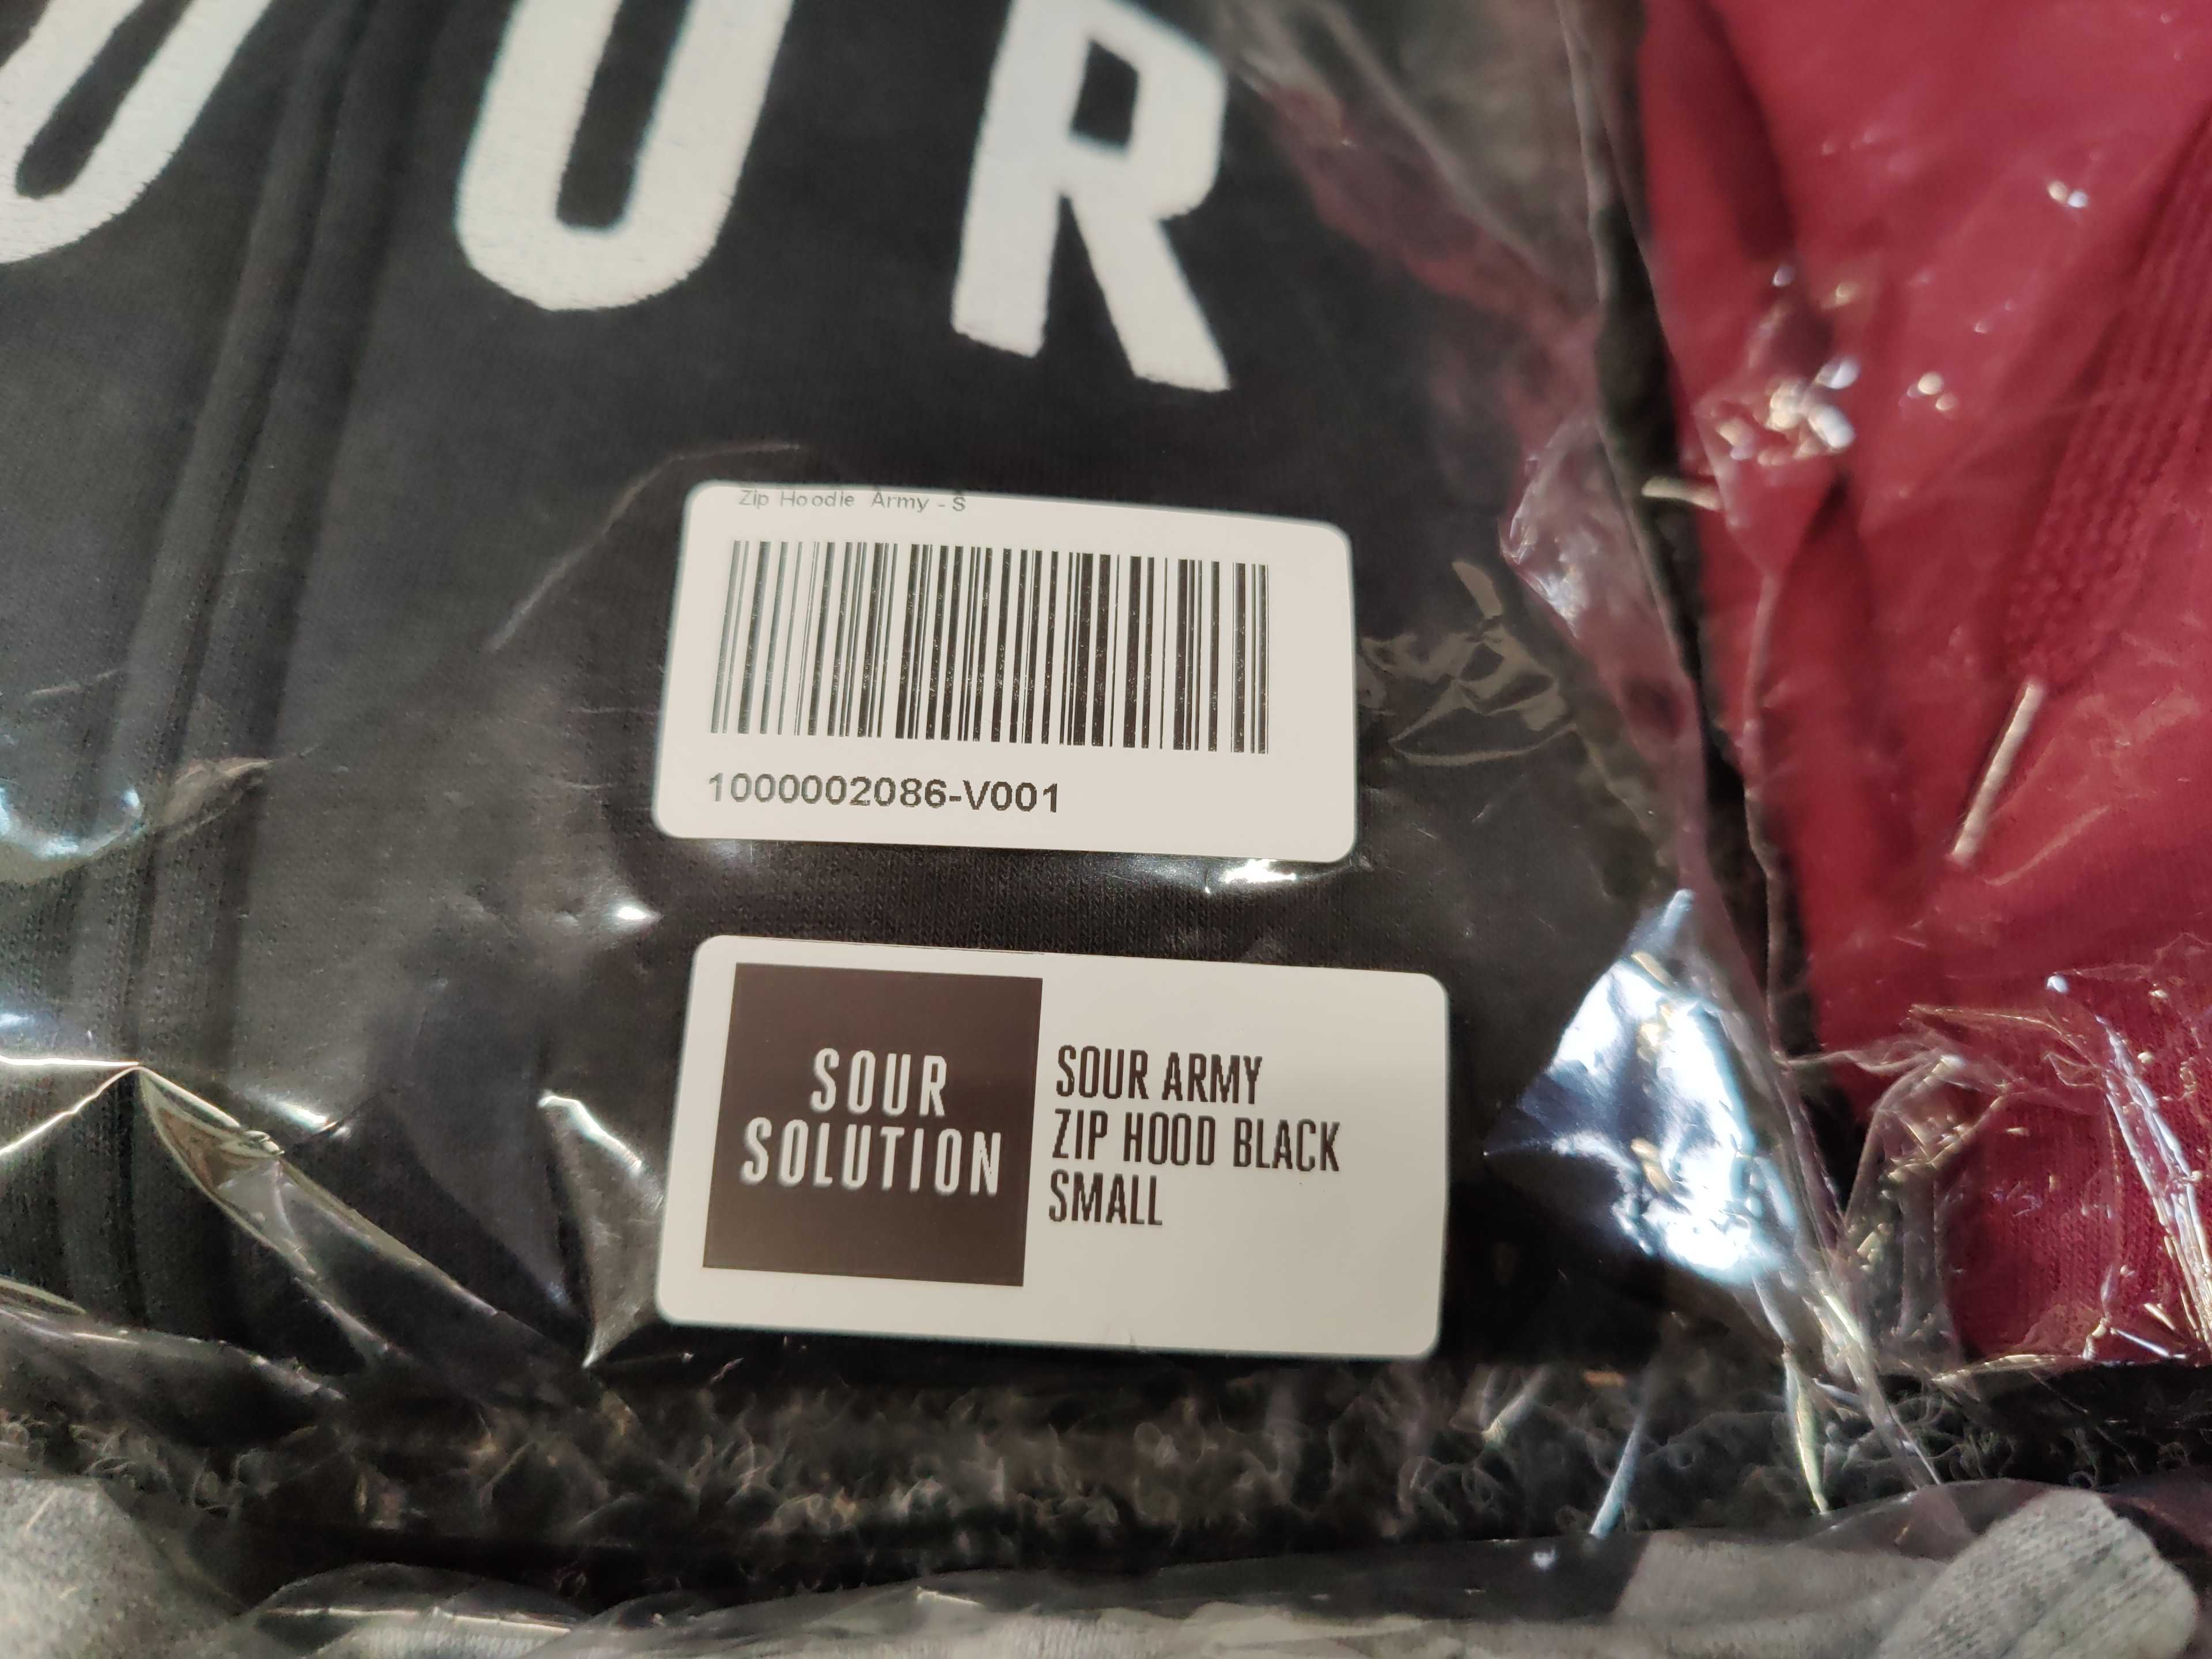 OUR
Zip Hoodie Army - S
1000002086-V001
SOUR
SOLUTION
SOUR ARMY
ZIP HOOD BLACK
SMALL